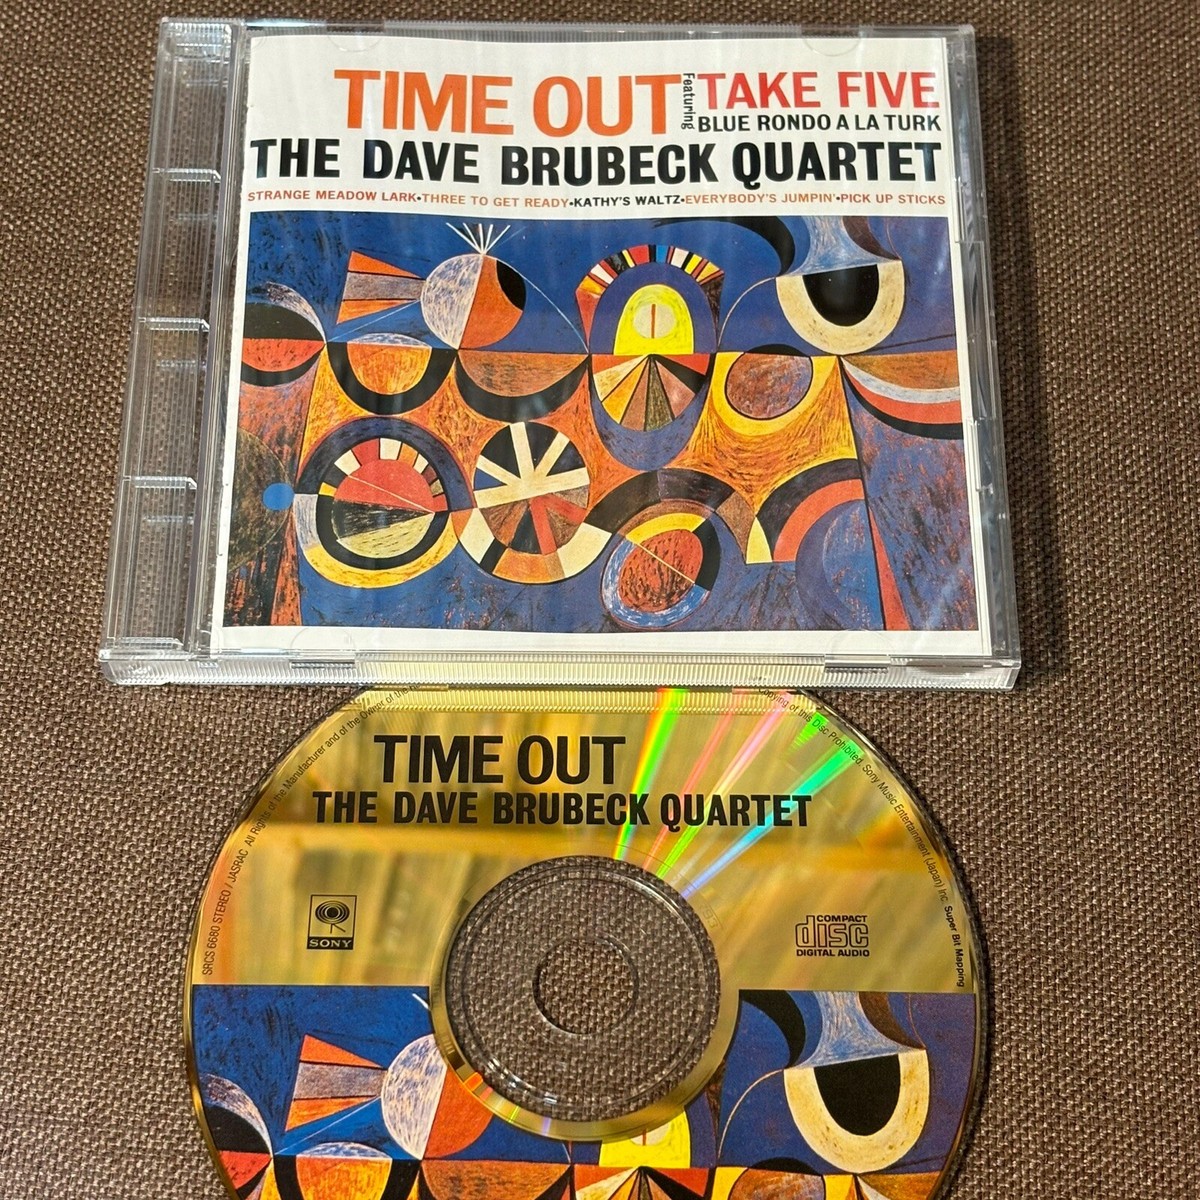 TIME OUT
Featuring
TAKE FIVE
BLUE RONDO A LA TURK
THE DAVE BRUBECK QUARTET
STRANGE MEADOW LARK•THREE TO GET READY•KATHY'S WALTZ•EVERYBODY'S JUMPIN'•PICK UP STICKS
TIME OUT
THE DAVE BRUBECK QUARTET
SONY
COMPACT
disc
DIGITAL AUDIO
SRCS 6680 STEREO / JASRAC All Rights of the Manufacturer and of the Owner of the
Copying of this Disc Prohibited. Sony Music Entertainment (Japan) Inc. Super Bit Mapping